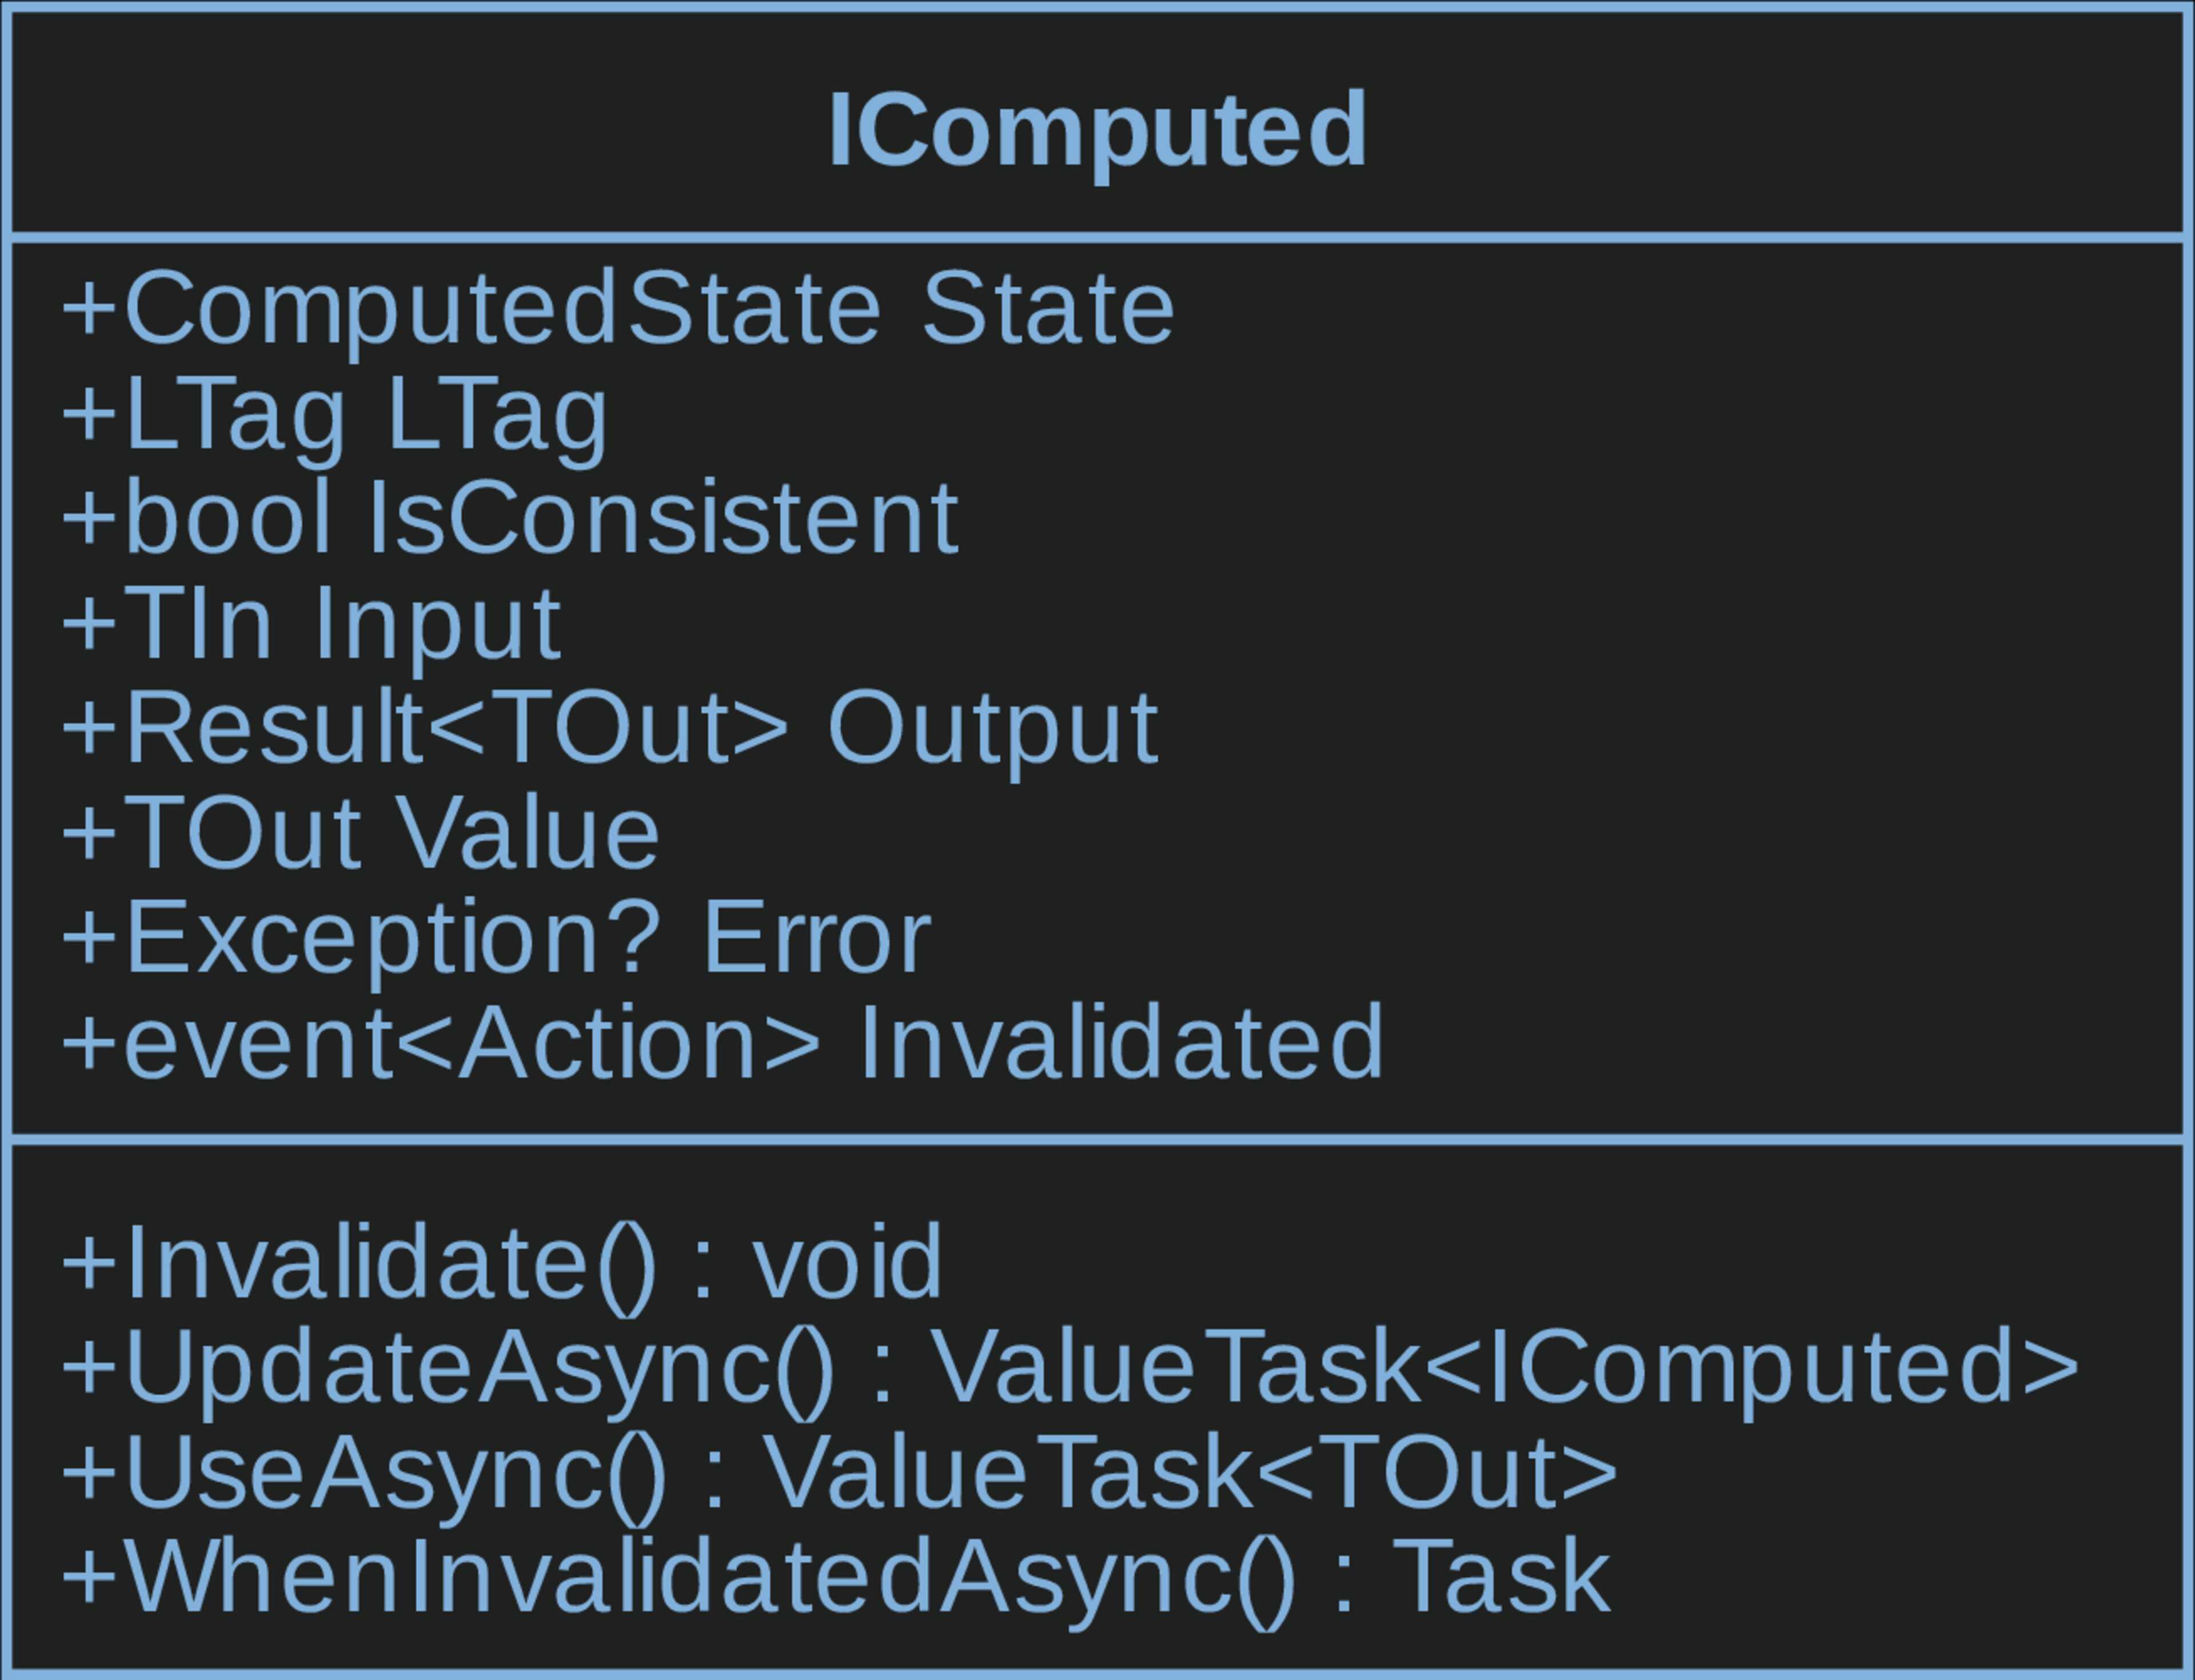 IComputed
+ComputedState State
+LTag LTag
+bool IsConsistent
+TIn Input
+Result<TOut> Output
+TOut Value
+Exception? Error
+event<Action> Invalidated
+Invalidate() : void
+UpdateAsync() : ValueTask<IComputed>
+UseAsync() : ValueTask<TOut>
+WhenInvalidatedAsync() : Task